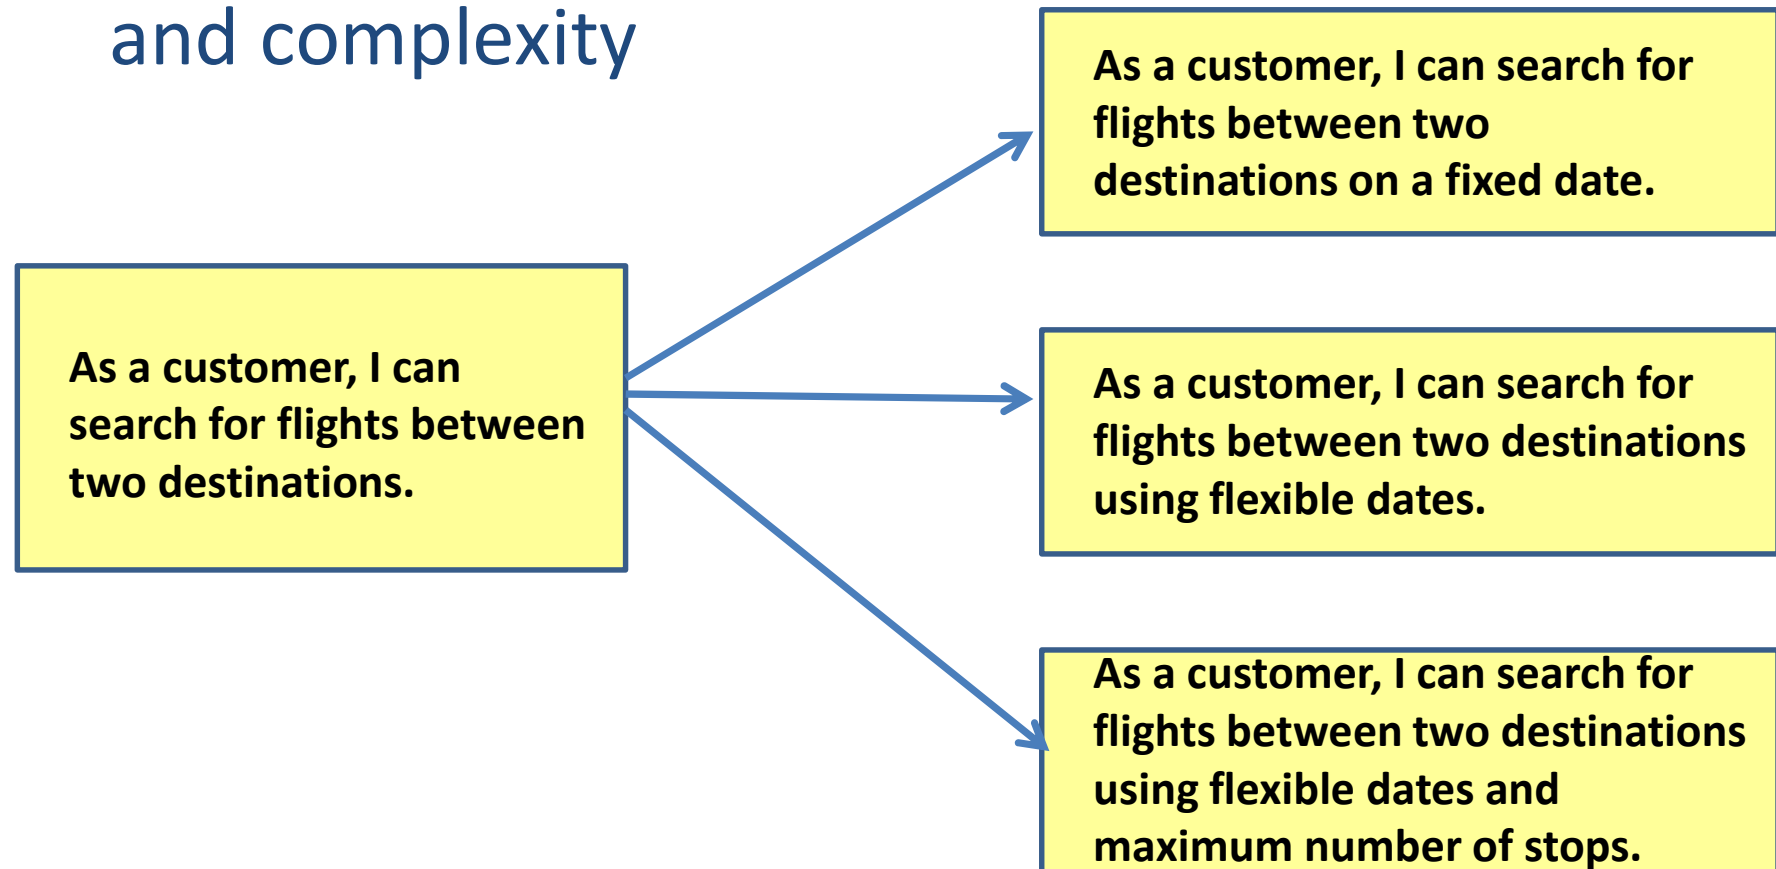 and complexity
As a customer, I can
search for flights between
two destinations.
As a customer, I can search for
flights between two
destinations on a fixed date.
As a customer, I can search for
flights between two destinations
using flexible dates.
As a customer, I can search for
flights between two destinations
using flexible dates and
maximum number of stops.